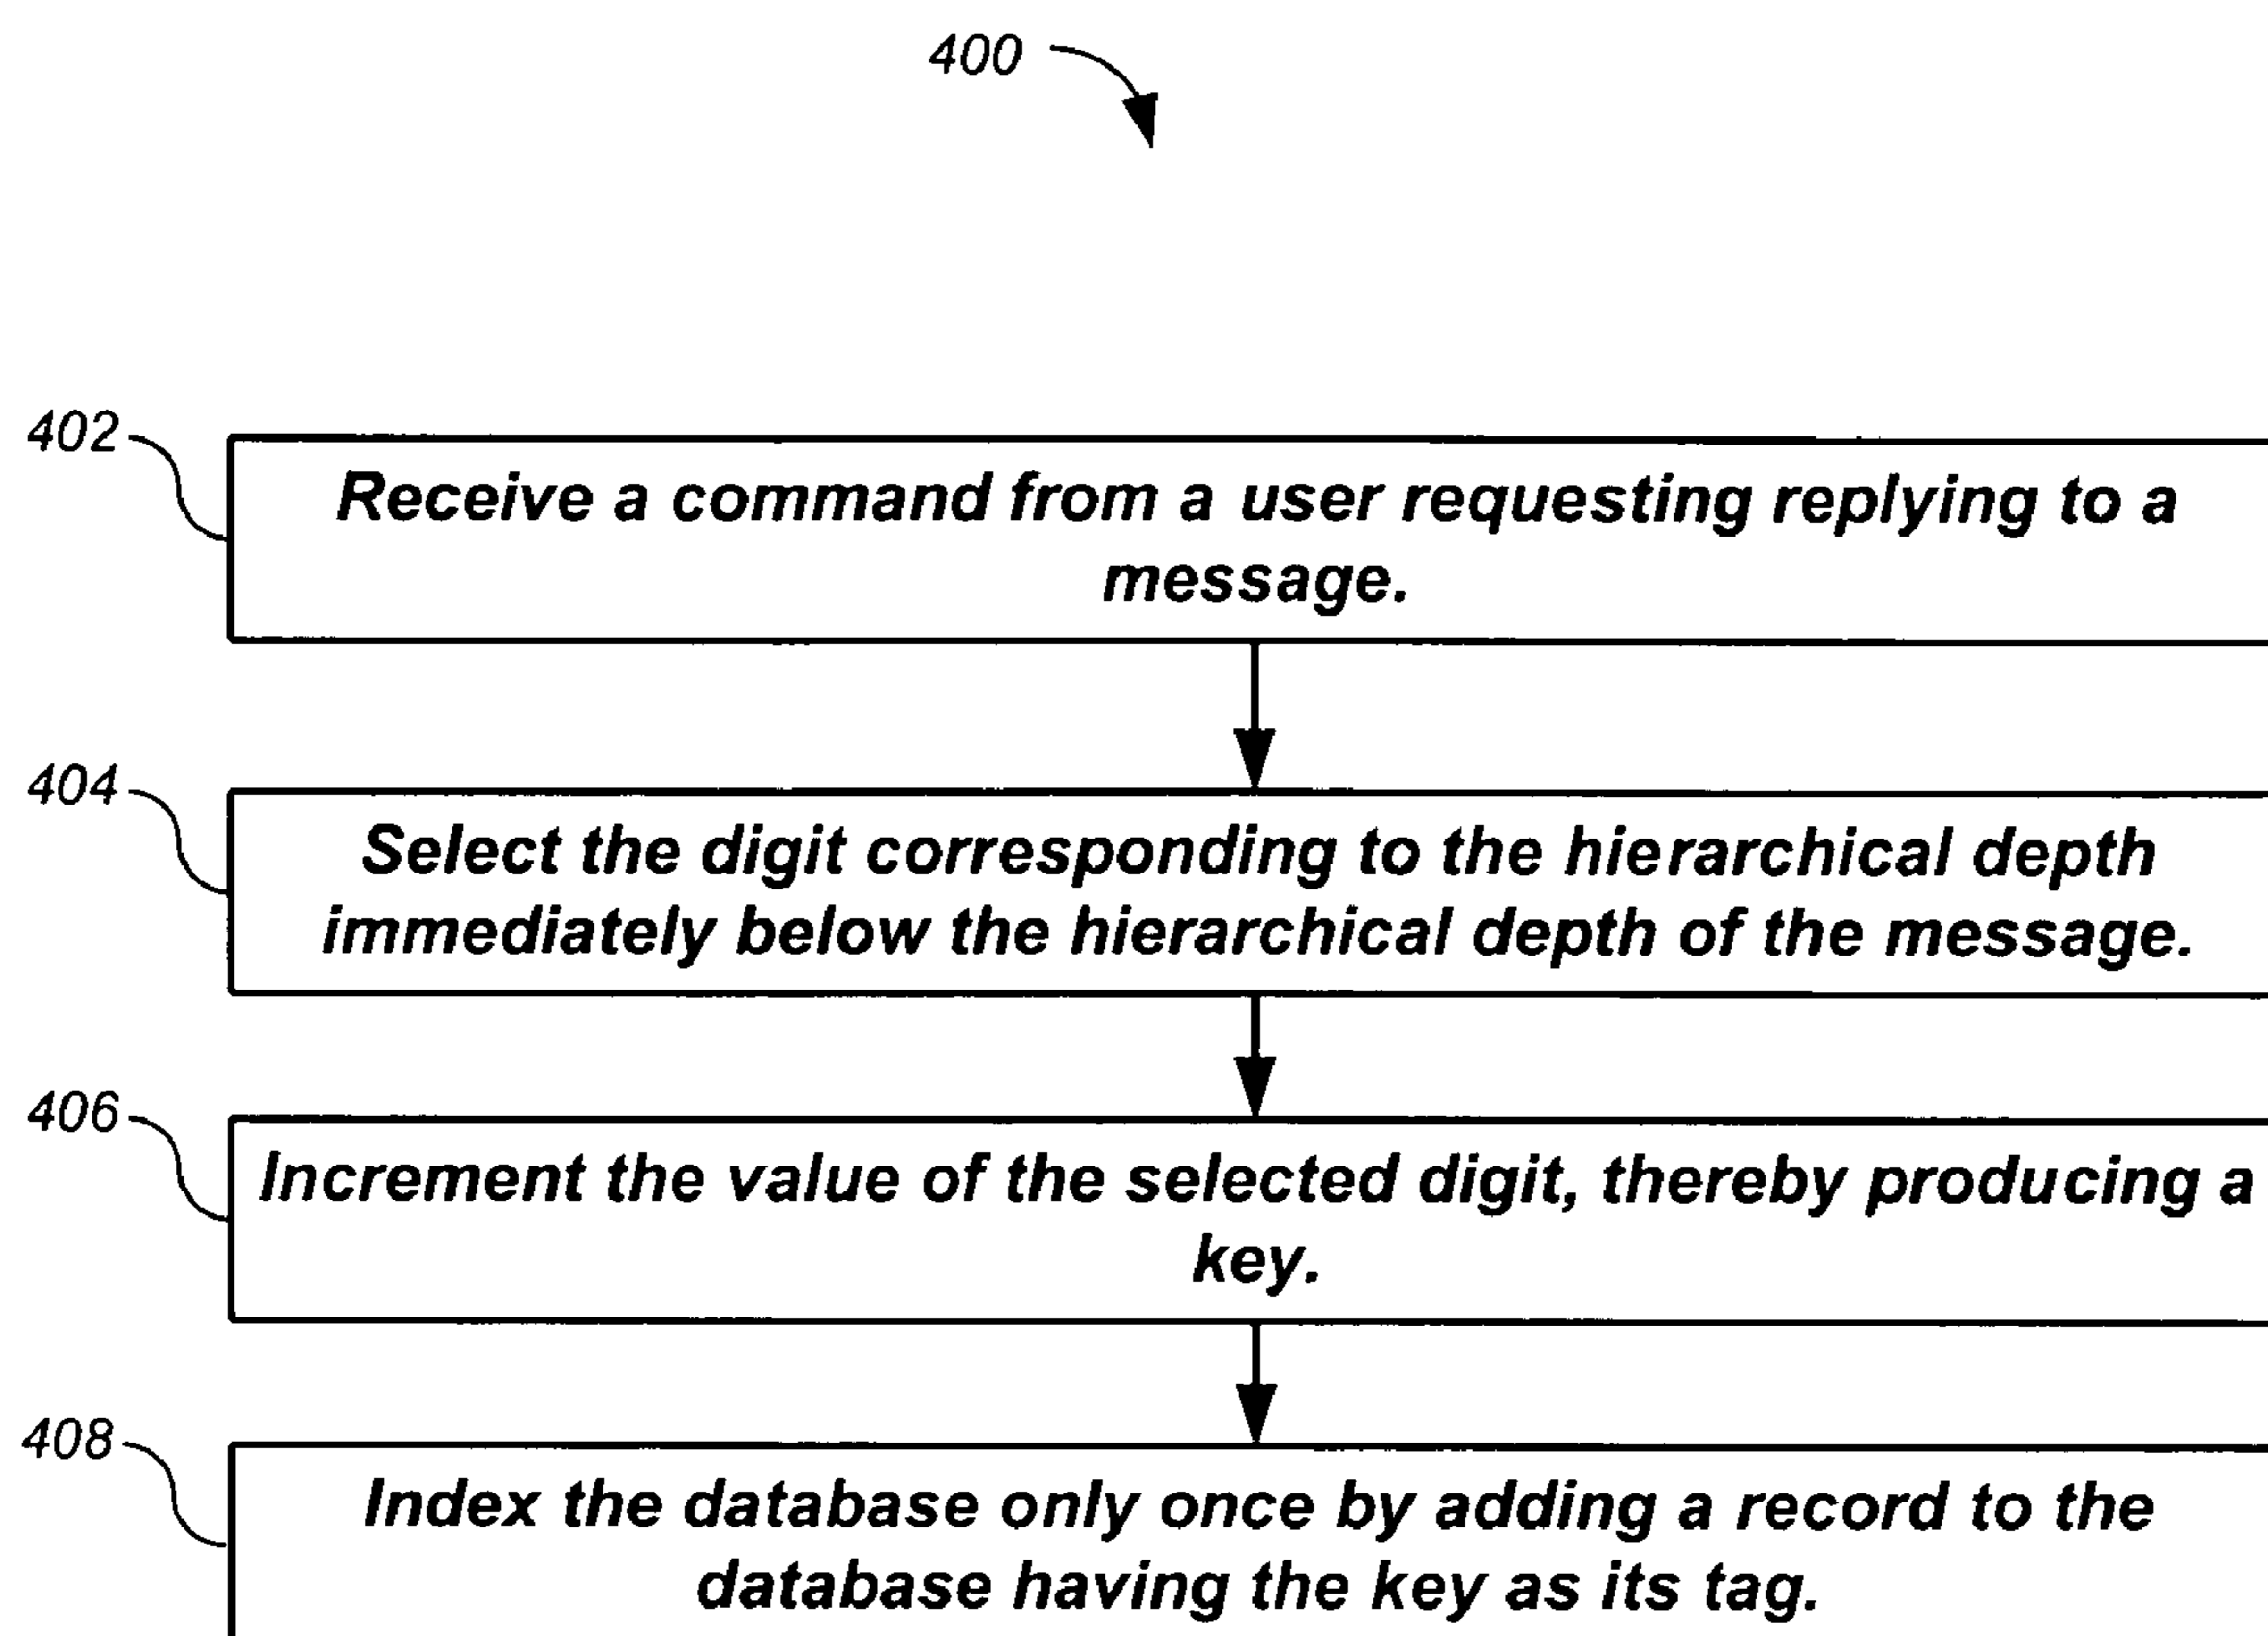 400
402
Receive a command from a user requesting replying to a
message.
404
Select the digit corresponding to the hierarchical depth
immediately below the hierarchical depth of the message.
406
Increment the value of the selected digit, thereby producing a
key.
408
Index the database only once by adding a record to the
database having the key as its tag.